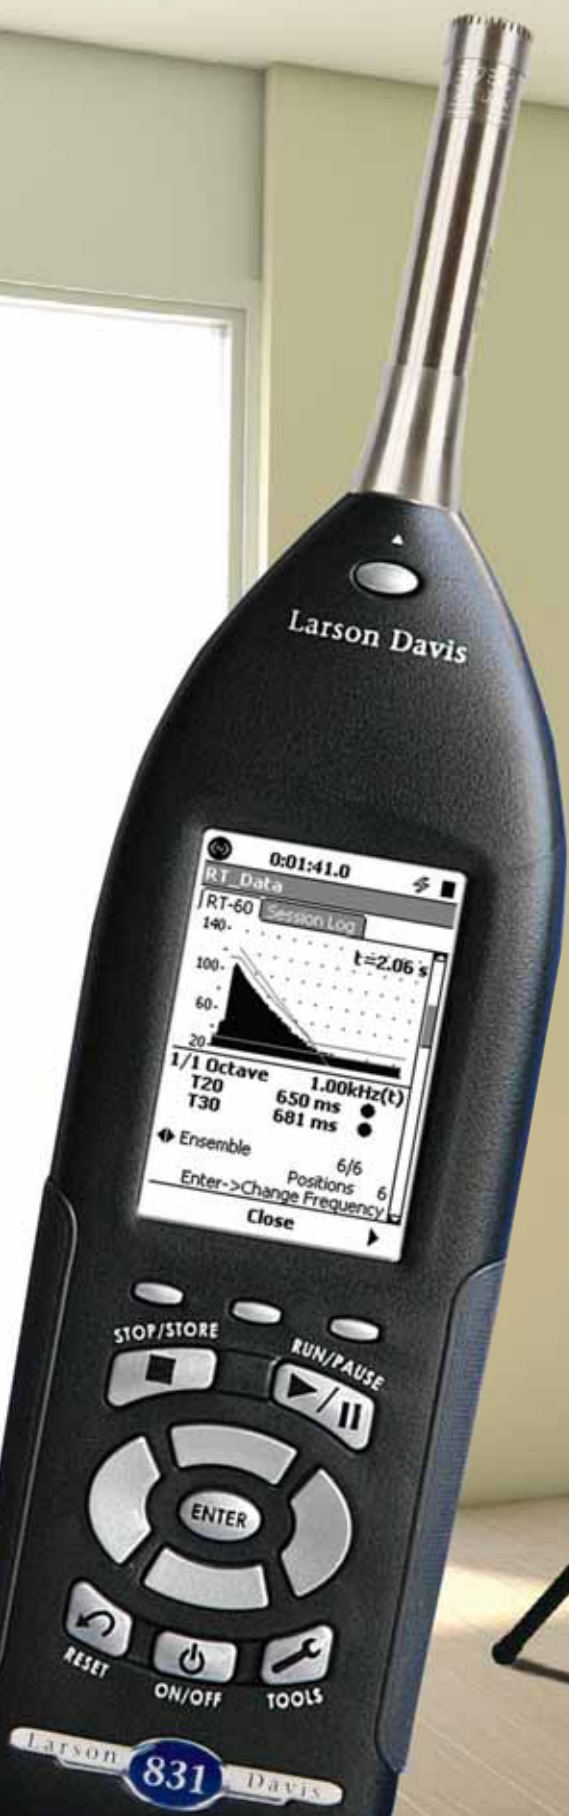 Larson Davis
0:01:41.0
RT_Data
RT-60 Session Log
140
t=2.06 s
100
60
20
1/1 Octave 1.00kHz(t)
T20 650 ms
T30 681 ms
Ensemble 6/6
Positions 6
Enter->Change Frequency
Close
STOP/STORE
RUN/PAUSE
ENTER
RESET
ON/OFF
TOOLS
Larson 831 Davis